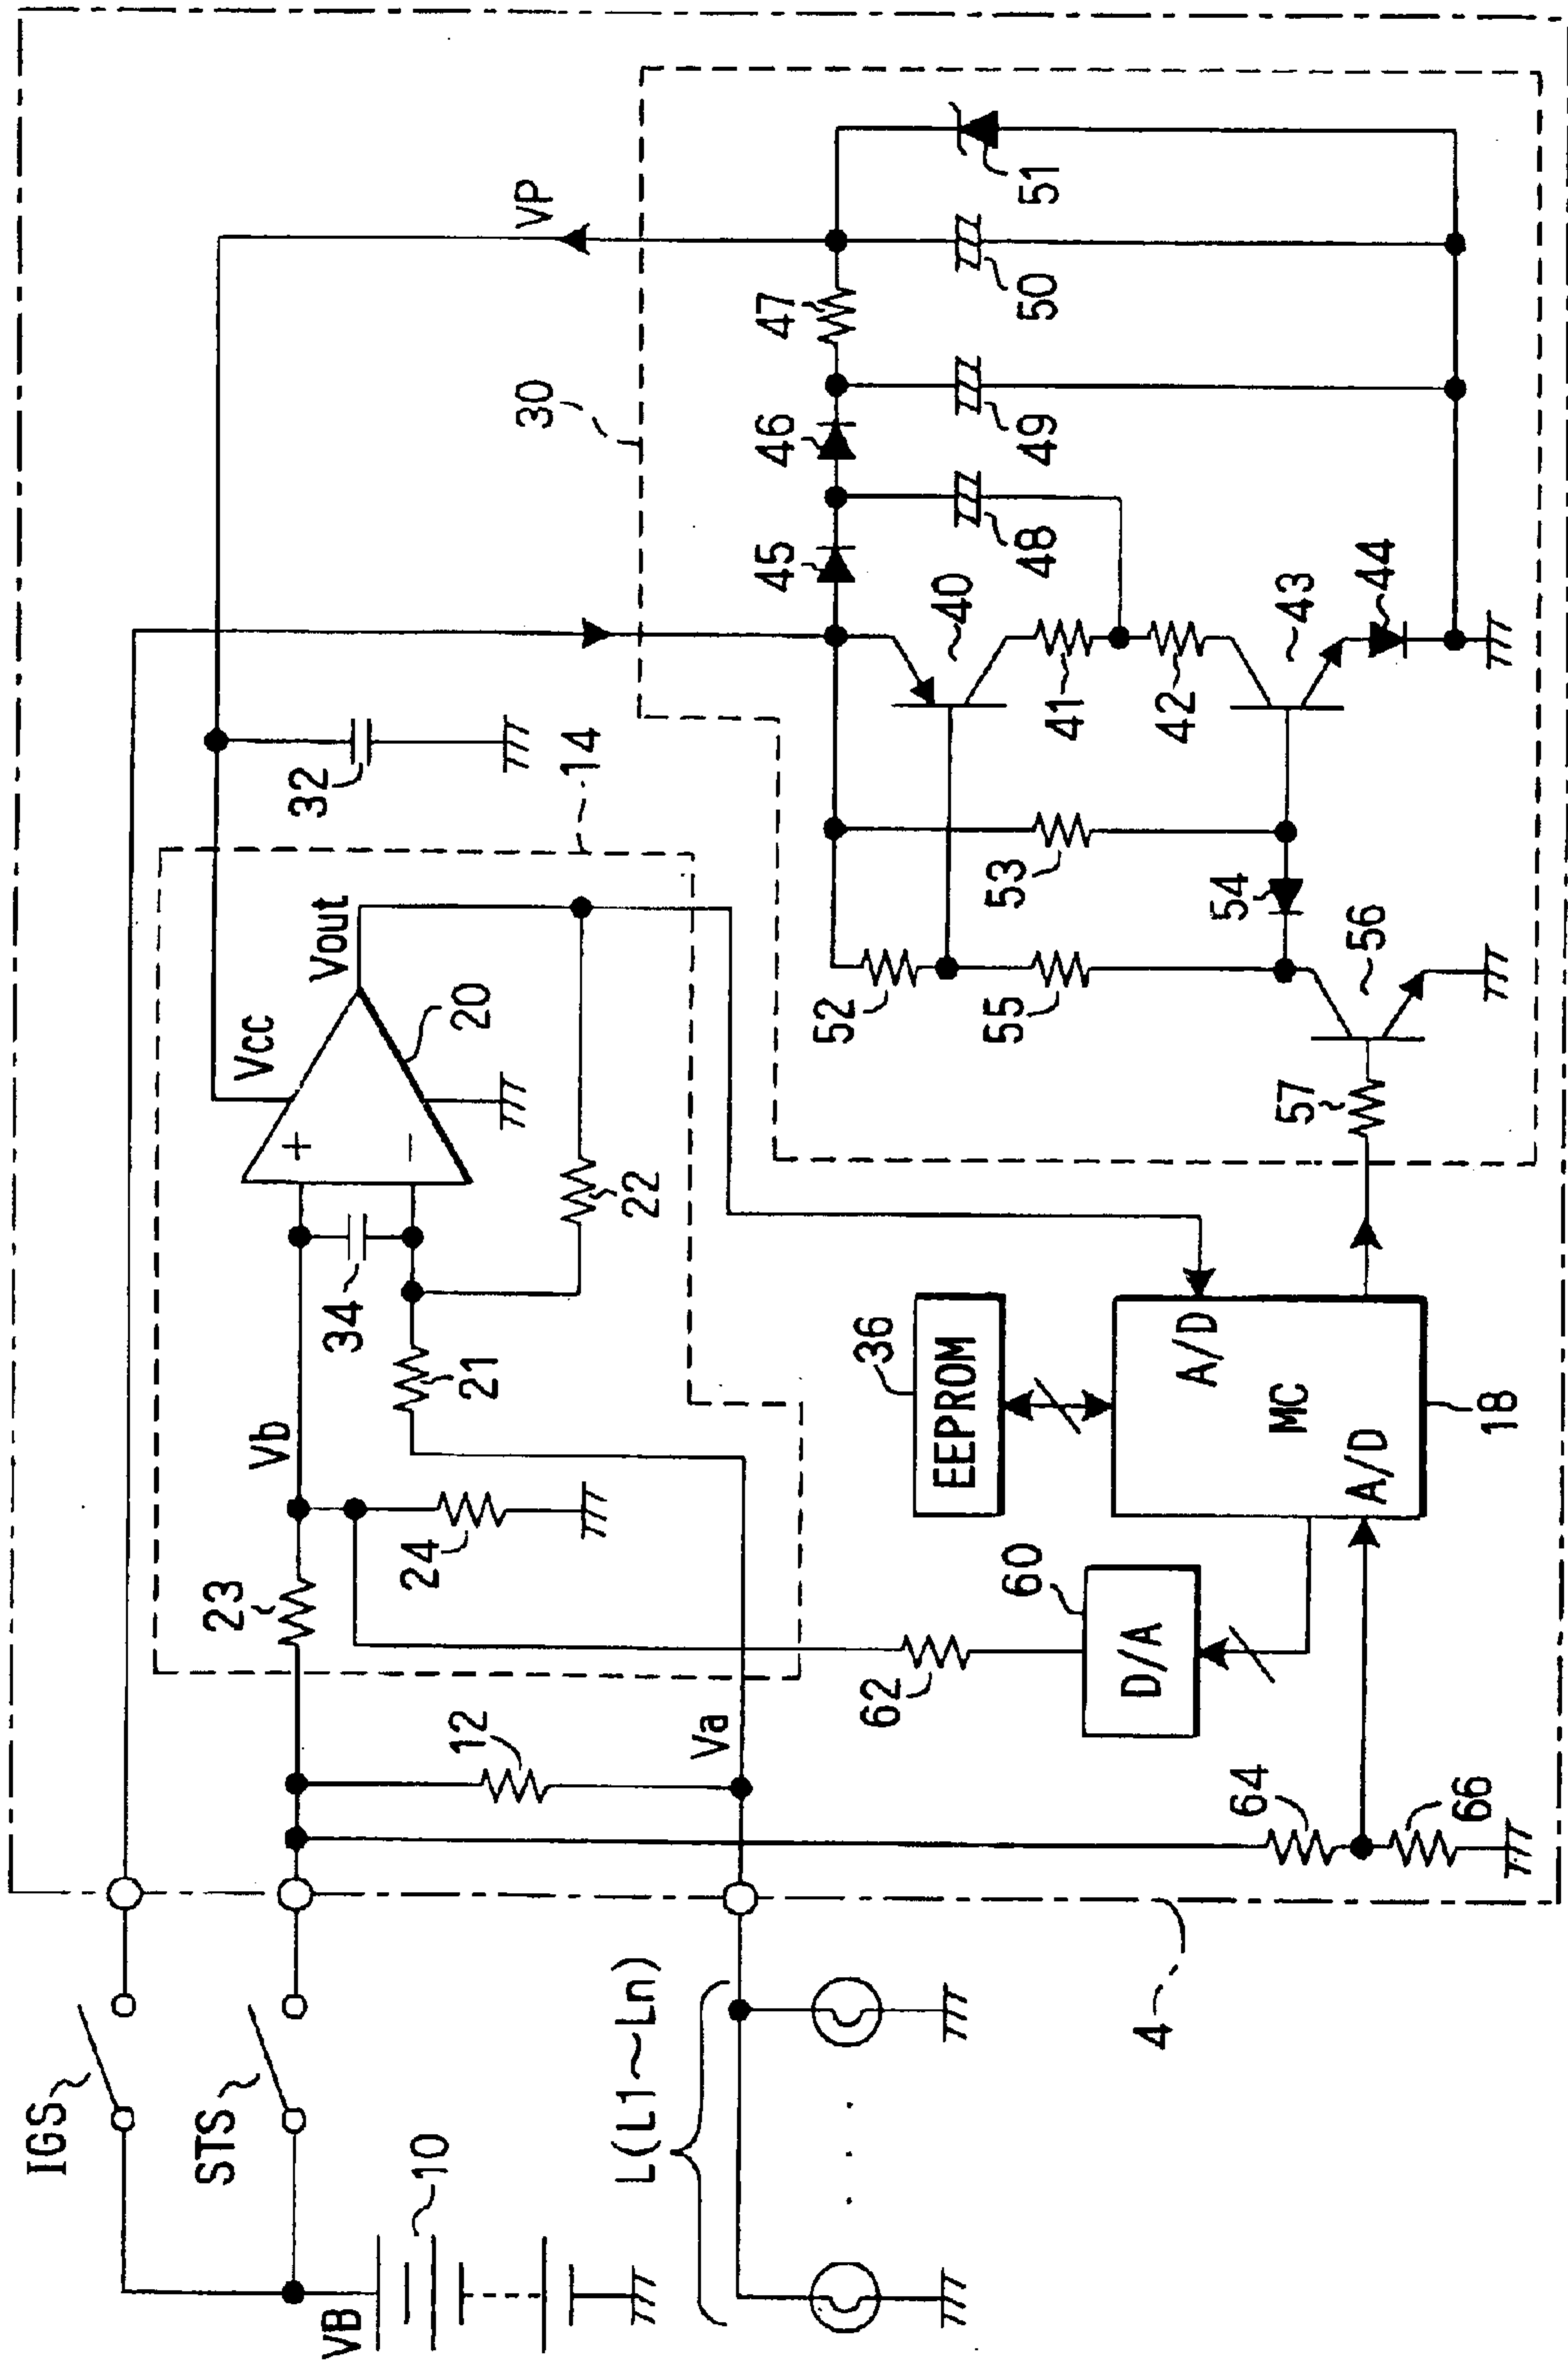 IGS
STS
VB
10
L(L1~Ln)
4
12
Va
23
24
Vb
34
21
22
+
−
20
Vcc
Vout
14
32
VP
30
62
60
D/A
64
66
36
EEPROM
A/D
MC
A/D
18
57
56
52
55
53
54
40
41
42
43
44
45
46
47
48
49
50
51